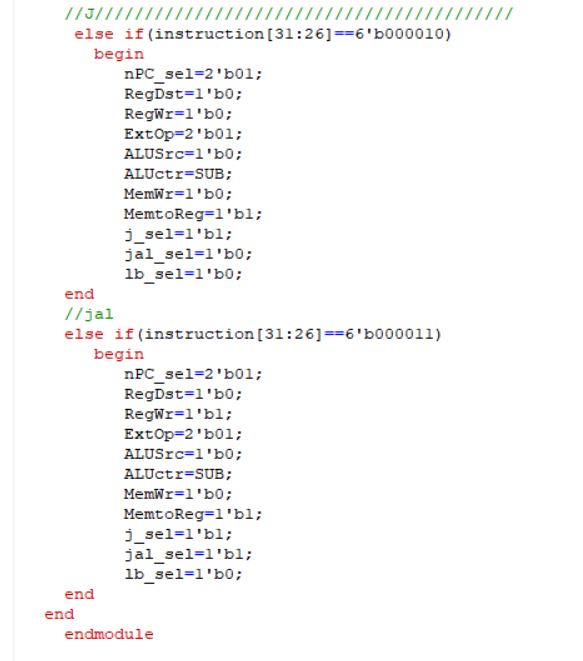 //J//////////////////////////////////////////
else if(instruction[31:26]==6'b000010)
begin
nPC_sel=2'b01;
RegDst=1'b0;
RegWr=1'b0;
ExtOp=2'b01;
ALUSrc=1'b0;
ALUctr=SUB;
MemWr=1'b0;
MemtoReg=1'b1;
j_sel=1'b1;
jal_sel=1'b0;
lb_sel=1'b0;
end
//jal
else if(instruction[31:26]==6'b000011)
begin
nPC_sel=2'b01;
RegDst=1'b0;
RegWr=1'b1;
ExtOp=2'b01;
ALUSrc=1'b0;
ALUctr=SUB;
MemWr=1'b0;
MemtoReg=1'b1;
j_sel=1'b1;
jal_sel=1'b1;
lb_sel=1'b0;
end
end
endmodule